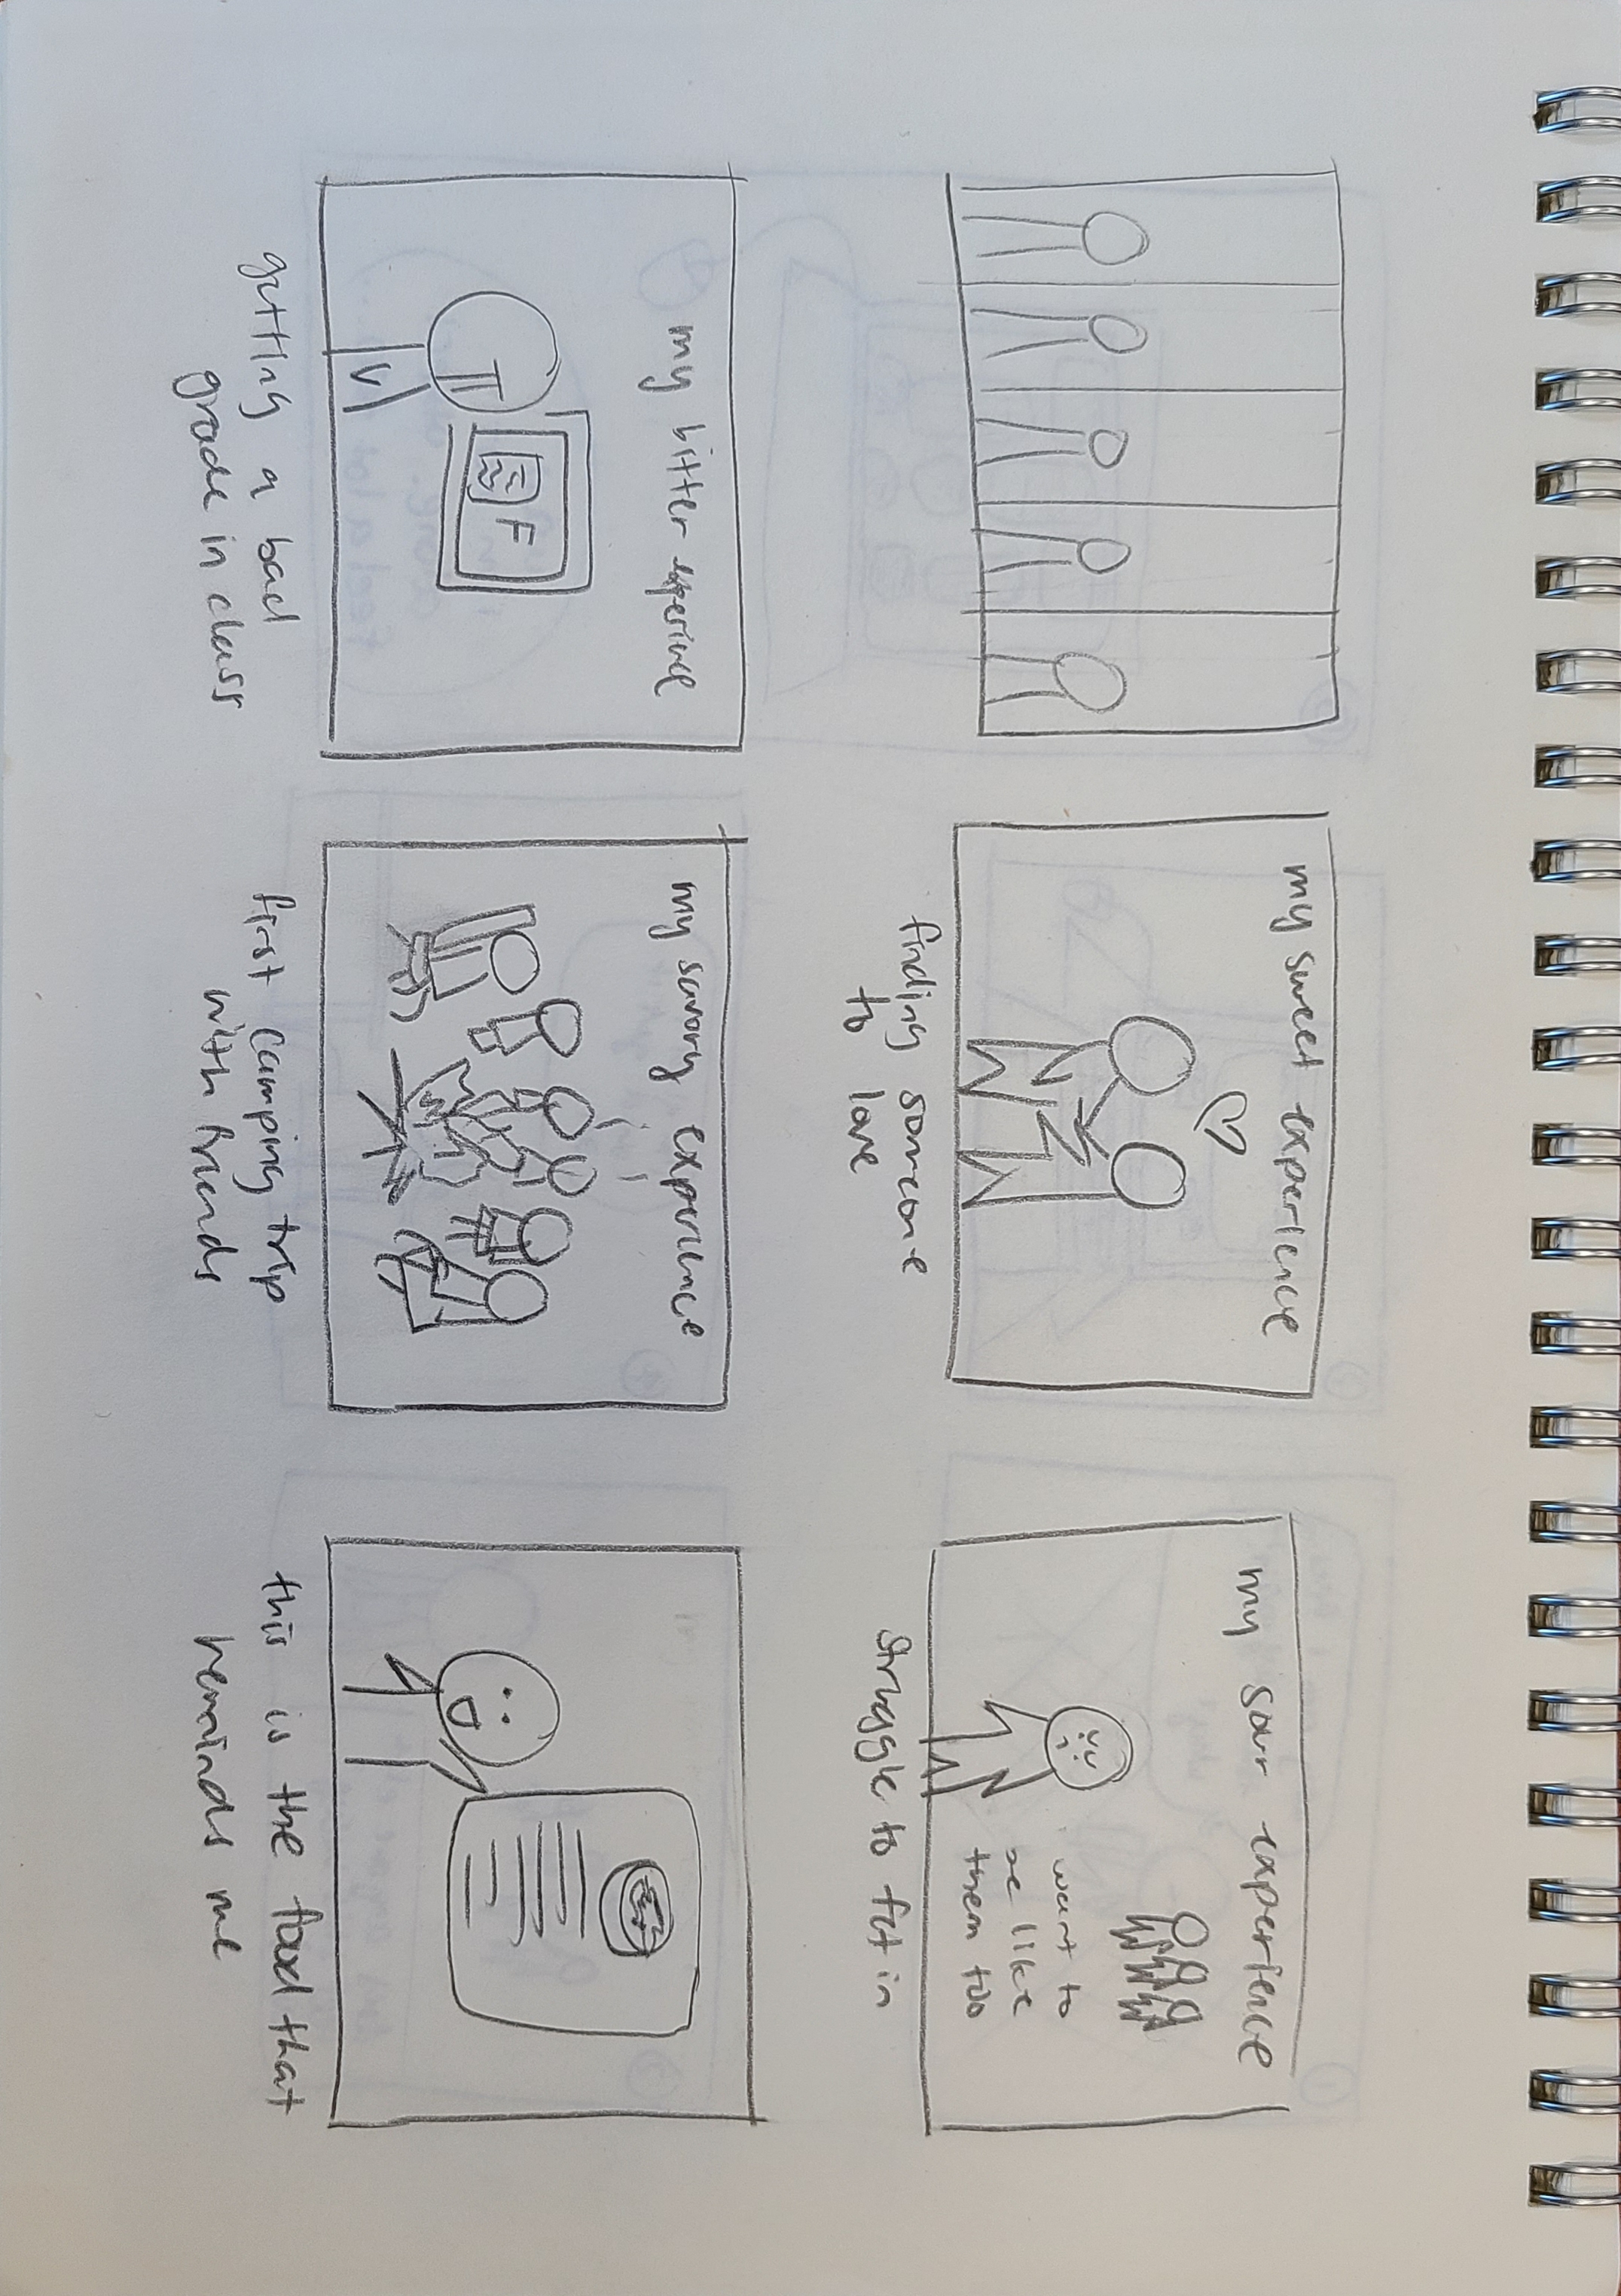 my sweet experience
finding someone
to love
my sour experience
want to
be like
them too
struggle to fit in
my bitter experience
F
getting a bad
grade in class
my savory experience
first camping trip
with friends
this is the food that
reminds me